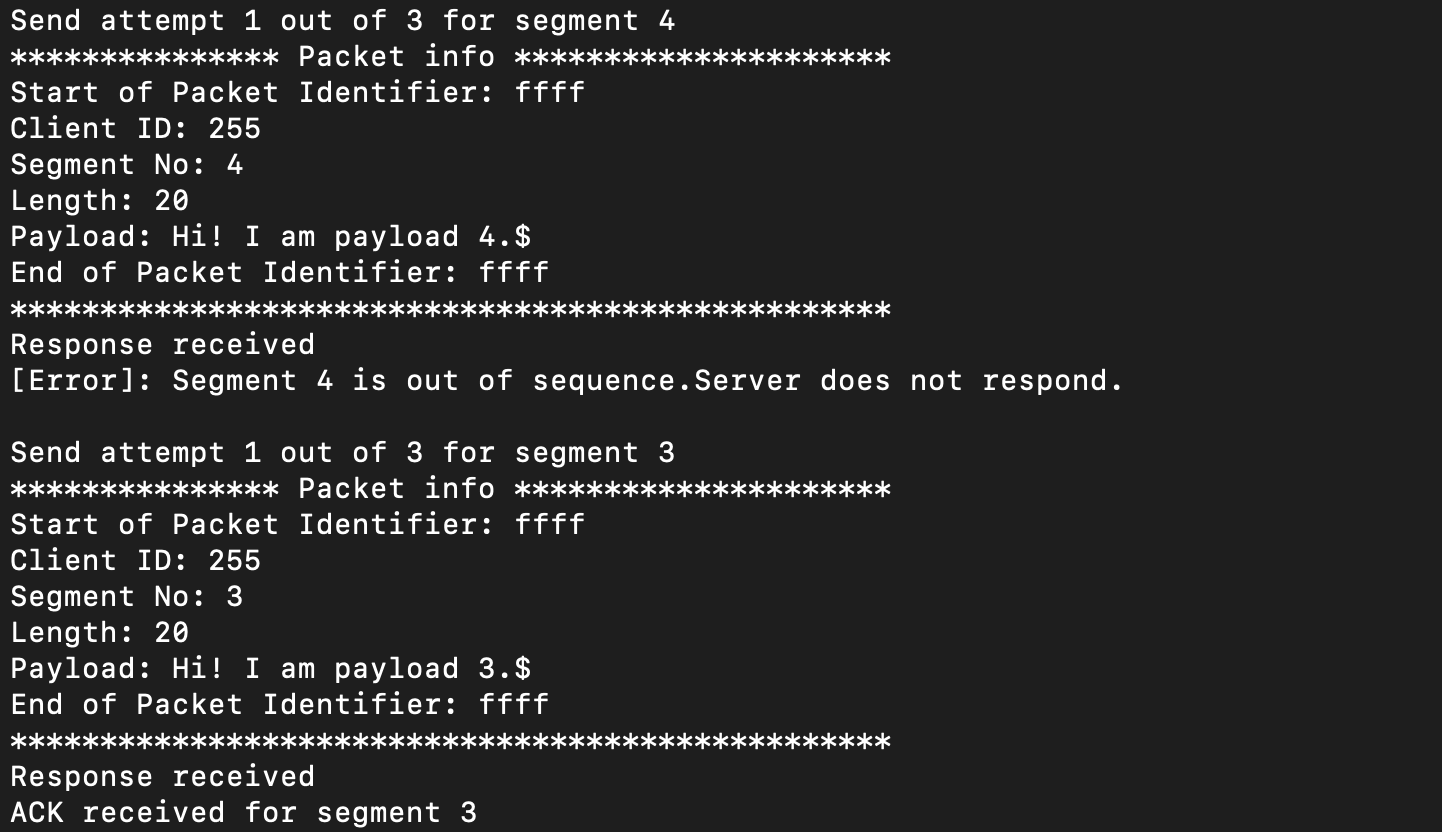 Send attempt 1 out of 3 for segment 4
*************** Packet info *********************
Start of Packet Identifier: ffff
Client ID: 255
Segment No: 4
Length: 20
Payload: Hi! I am payload 4.$
End of Packet Identifier: ffff
*************************************************
Response received
[Error]: Segment 4 is out of sequence.Server does not respond.

Send attempt 1 out of 3 for segment 3
*************** Packet info *********************
Start of Packet Identifier: ffff
Client ID: 255
Segment No: 3
Length: 20
Payload: Hi! I am payload 3.$
End of Packet Identifier: ffff
*************************************************
Response received
ACK received for segment 3